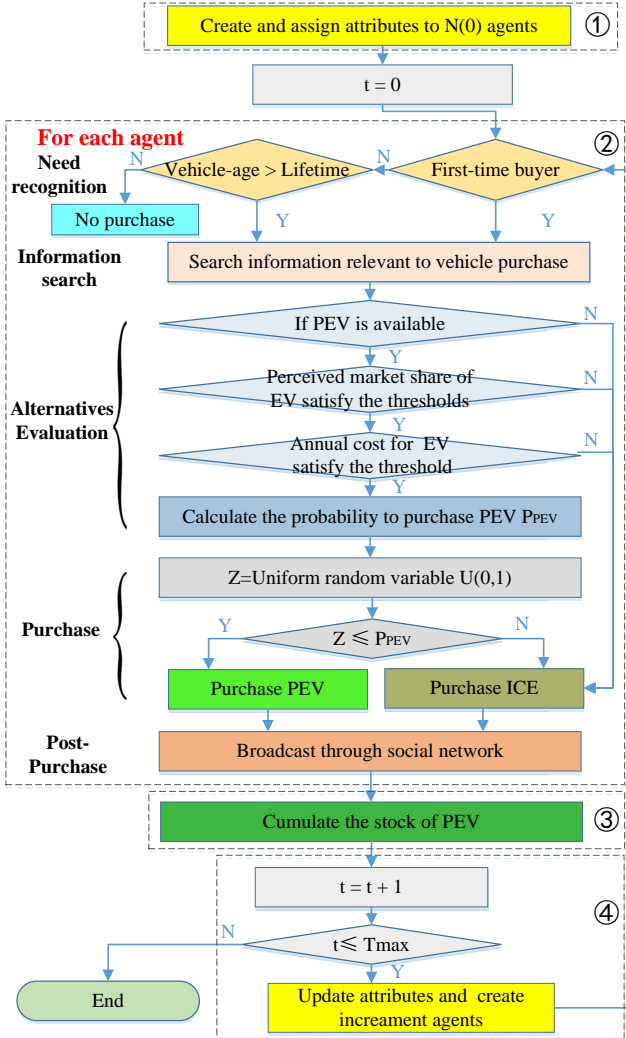 Create and assign attributes to N(0) agents
①
t = 0
For each agent
②
Need
recognition
N
Vehicle-age > Lifetime
N
First-time buyer
No purchase
Y
Y
Information
search
Search information relevant to vehicle purchase
If PEV is available
N
Y
Alternatives
Evaluation
Perceived market share of
EV satisfy the thresholds
N
Y
Annual cost for EV
satisfy the threshold
N
Y
Calculate the probability to purchase PEV PPEV
Z=Uniform random variable U(0,1)
Purchase
Y
Z ≤ PPEV
N
Purchase PEV
Purchase ICE
Post-
Purchase
Broadcast through social network
Cumulate the stock of PEV
③
t = t + 1
④
N
t≤ Tmax
Y
End
Update attributes and create
increament agents